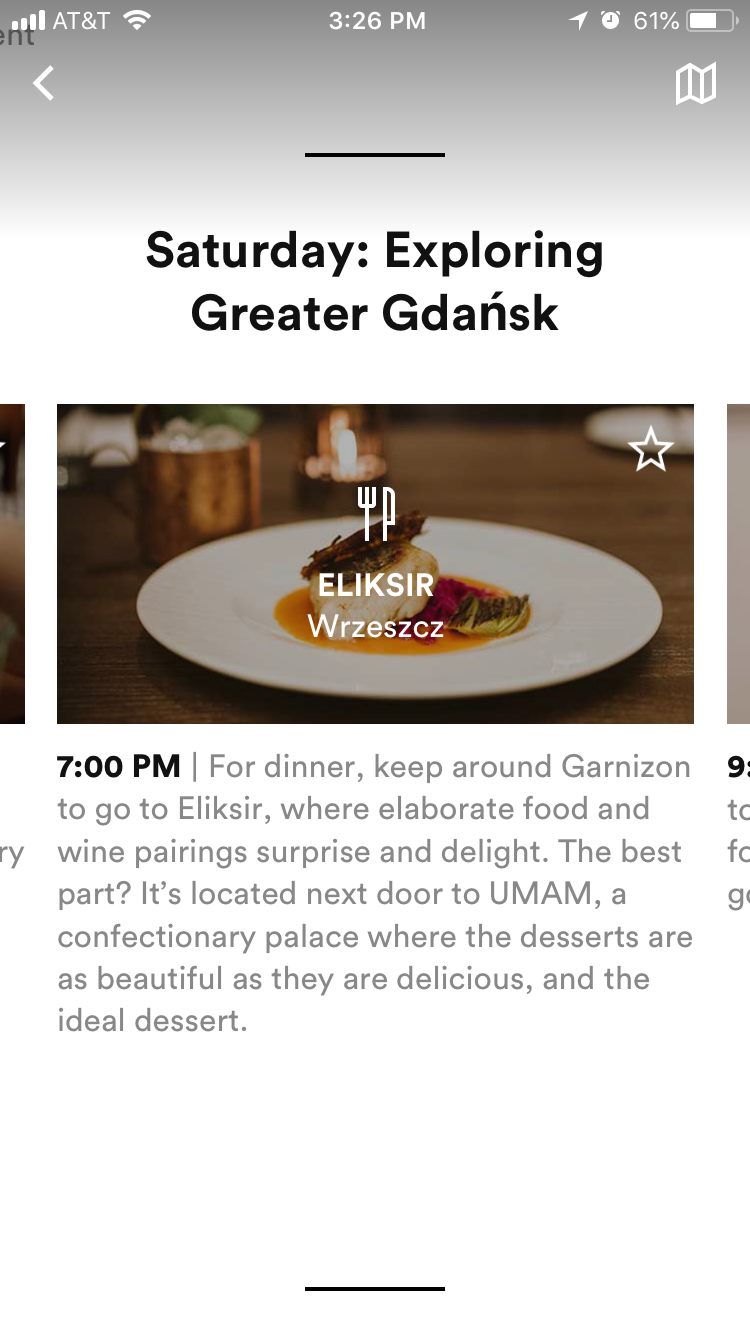 AT&T 3:26 PM 61%
ent
Saturday: Exploring
Greater Gdańsk
ELIKSIR
Wrzeszcz
7:00 PM | For dinner, keep around Garnizon
to go to Eliksir, where elaborate food and
wine pairings surprise and delight. The best
part? It’s located next door to UMAM, a
confectionary palace where the desserts are
as beautiful as they are delicious, and the
ideal dessert.
ry
9:
to
fo
go